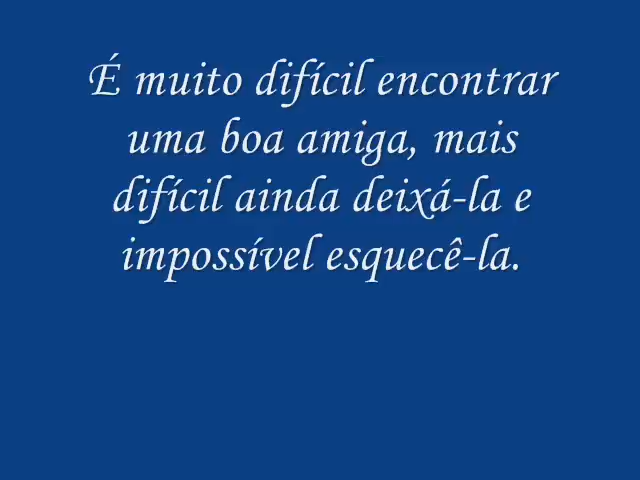 É muito difícil encontrar
uma boa amiga, mais
difícil ainda deixá-la e
impossível esquecê-la.